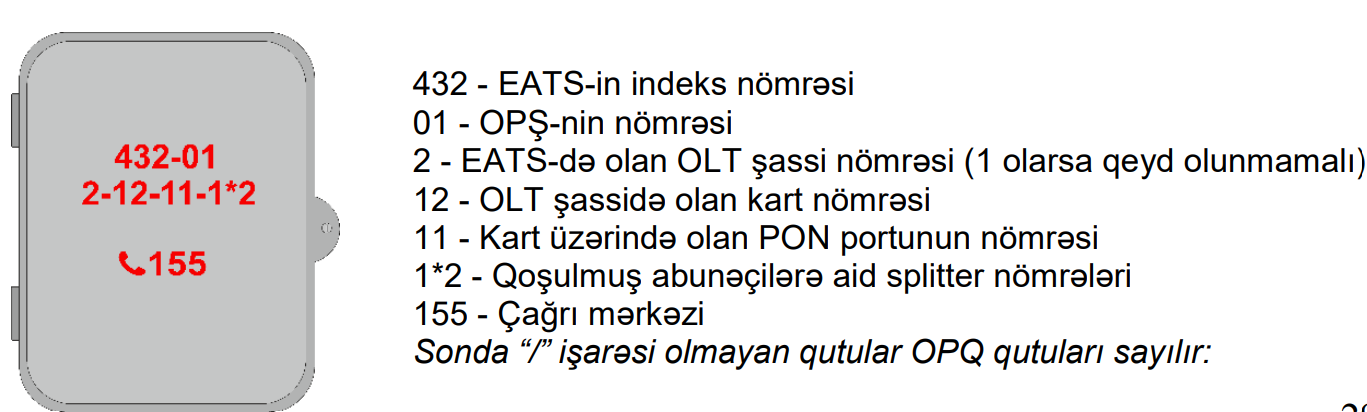 432-01
2-12-11-1*2
155
432 - EATS-in indeks nömrəsi
01 - OPŞ-nin nömrəsi
2 - EATS-də olan OLT şassi nömrəsi (1 olarsa qeyd olunmamalı)
12 - OLT şassidə olan kart nömrəsi
11 - Kart üzərində olan PON portunun nömrəsi
1*2 - Qoşulmuş abunəçilərə aid splitter nömrələri
155 - Çağrı mərkəzi
Sonda “/” işarəsi olmayan qutular OPQ qutuları sayılır: